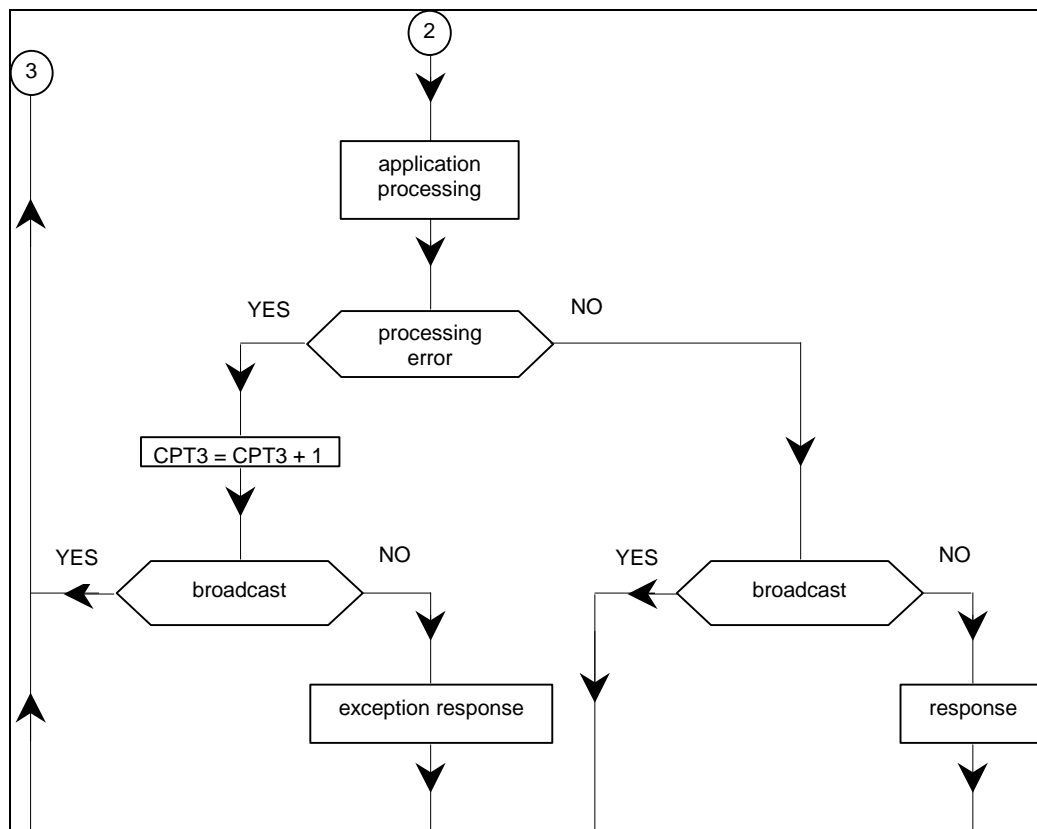 2
3
application
processing
YES
NO
processing
error
CPT3 = CPT3 + 1
YES
NO
YES
NO
broadcast
broadcast
exception response
response